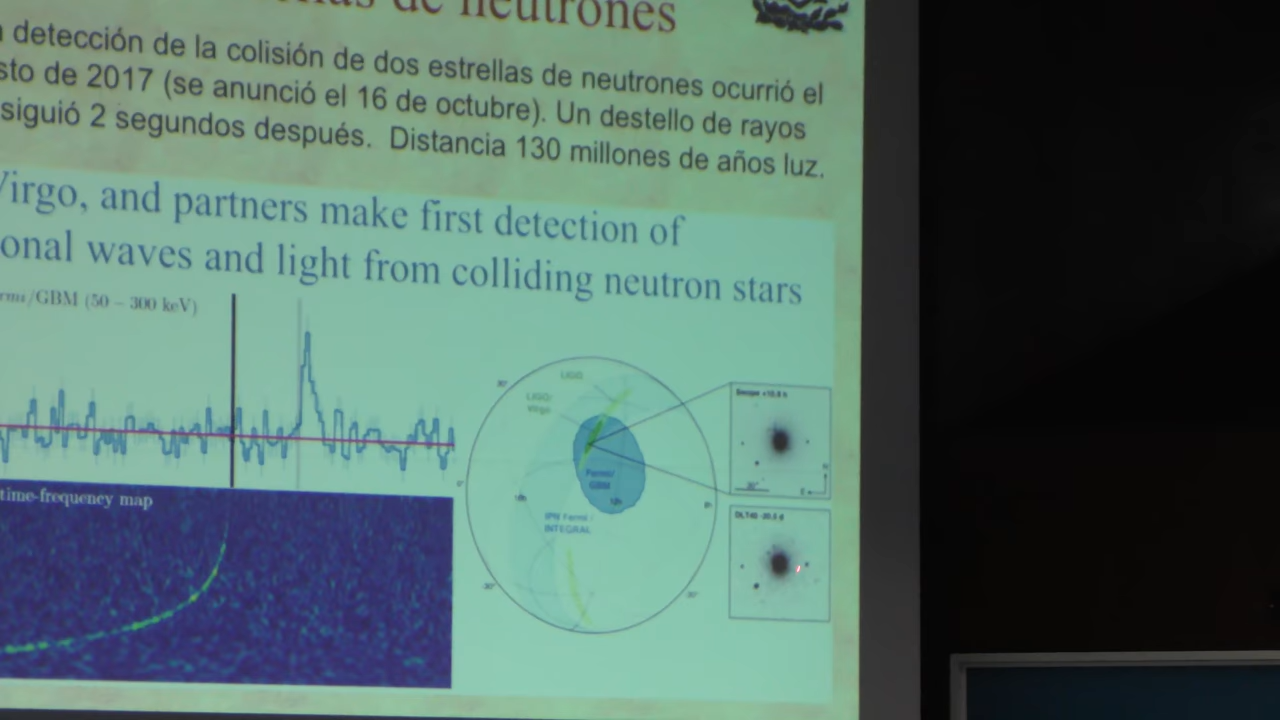 de neutrones
detección de la colisión de dos estrellas de neutrones ocurrió el
sto de 2017 (se anunció el 16 de octubre). Un destello de rayos
siguió 2 segundos después. Distancia 130 millones de años luz.
Virgo, and partners make first detection of
onal waves and light from colliding neutron stars
rmi/GBM (50 – 300 keV)
LIGO
LIGO/
Virgo
Fermi/
GBM
IPN Fermi /
INTEGRAL
time-frequency map